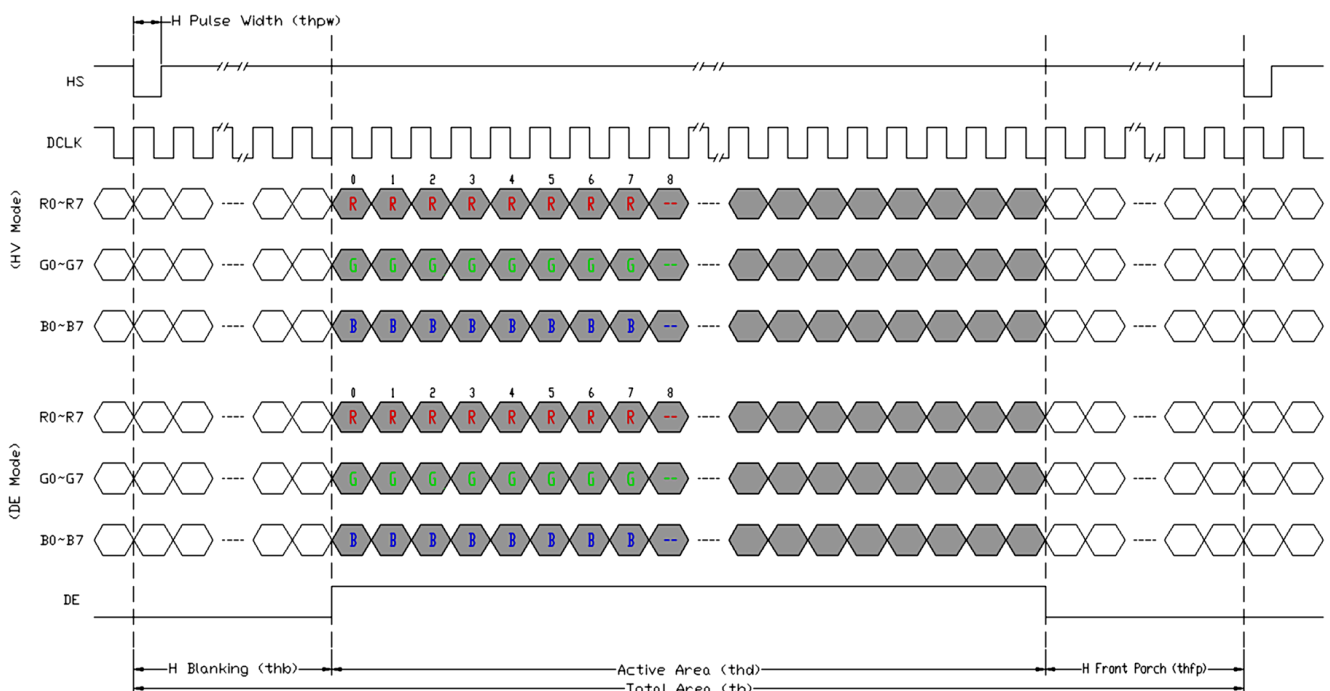 H Pulse Width (thpw)
HS
DCLK
(HV Mode)
0 1 2 3 4 5 6 7 8
R0~R7 ---- R R R R R R R R -- ---- ----
G0~G7 ---- G G G G G G G G -- ---- ----
B0~B7 ---- B B B B B B B B -- ---- ----
(DE Mode)
0 1 2 3 4 5 6 7 8
R0~R7 ---- R R R R R R R R -- ---- ----
G0~G7 ---- G G G G G G G G -- ---- ----
B0~B7 ---- B B B B B B B B -- ---- ----
DE
H Blanking (thb) Active Area (thd) H Front Porch (thfp)
Total Area (th)